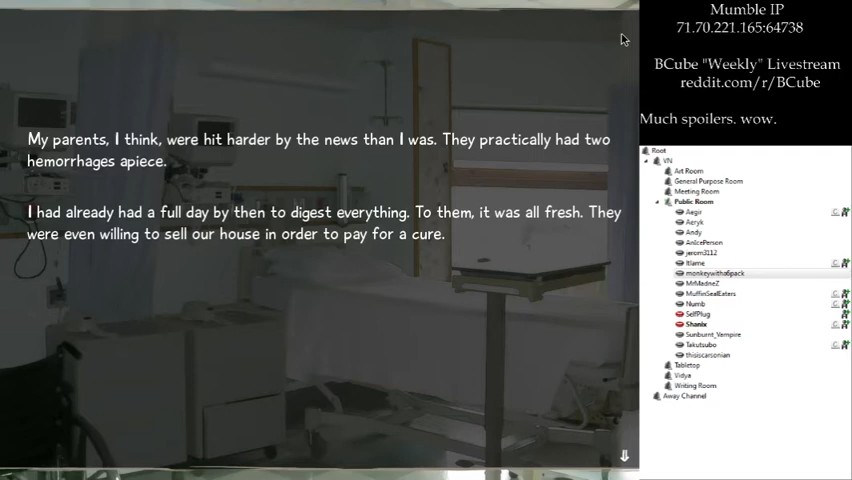 My parents, I think, were hit harder by the news than I was. They practically had two
hemorrhages apiece.
I had already had a full day by then to digest everything. To them, it was all fresh. They
were even willing to sell our house in order to pay for a cure.
Mumble IP
71.70.221.165:64738
BCube "Weekly" Livestream
reddit.com/r/BCube
Much spoilers. wow.
Root
VN
Art Room
General Purpose Room
Meeting Room
Public Room
Aegir
Aeryk
Andy
AnicePerson
jarom3112
Itlame
monkeywitha6pack
MrMadneZ
MuffinSealEaters
Numb
SelfPlug
Shanix
Sunburnt_Vampire
Takutsubo
thisiscarsonian
Tabletop
Vidya
Writing Room
Away Channel